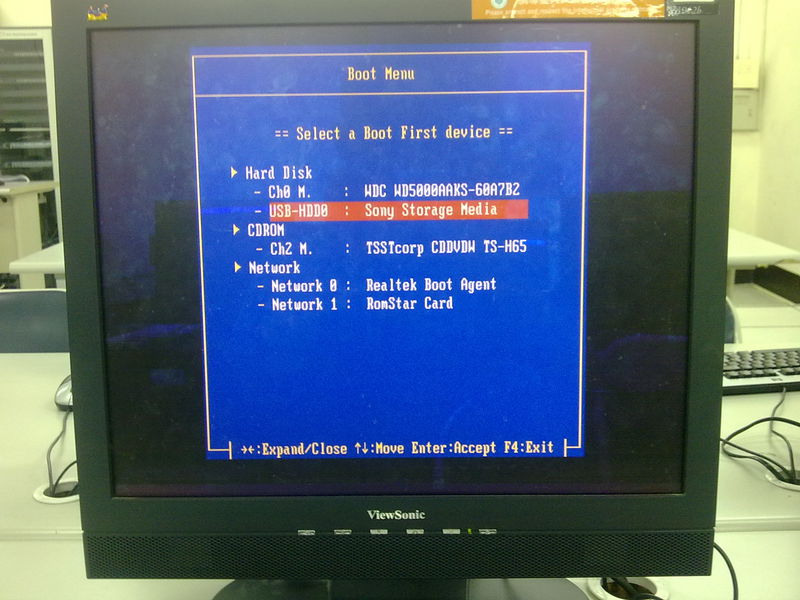 Boot Menu
== Select a Boot First device ==
Hard Disk
- Ch0 M. : WDC WD5000AAKS-60A7B2
- USB-HDD0 : Sony Storage Media
CDROM
- Ch2 M. : TSSTcorp CDDVDW TS-H65
Network
- Network 0 : Realtek Boot Agent
- Network 1 : RomStar Card
→←:Expand/Close ↑↓:Move Enter:Accept F4:Exit
ViewSonic